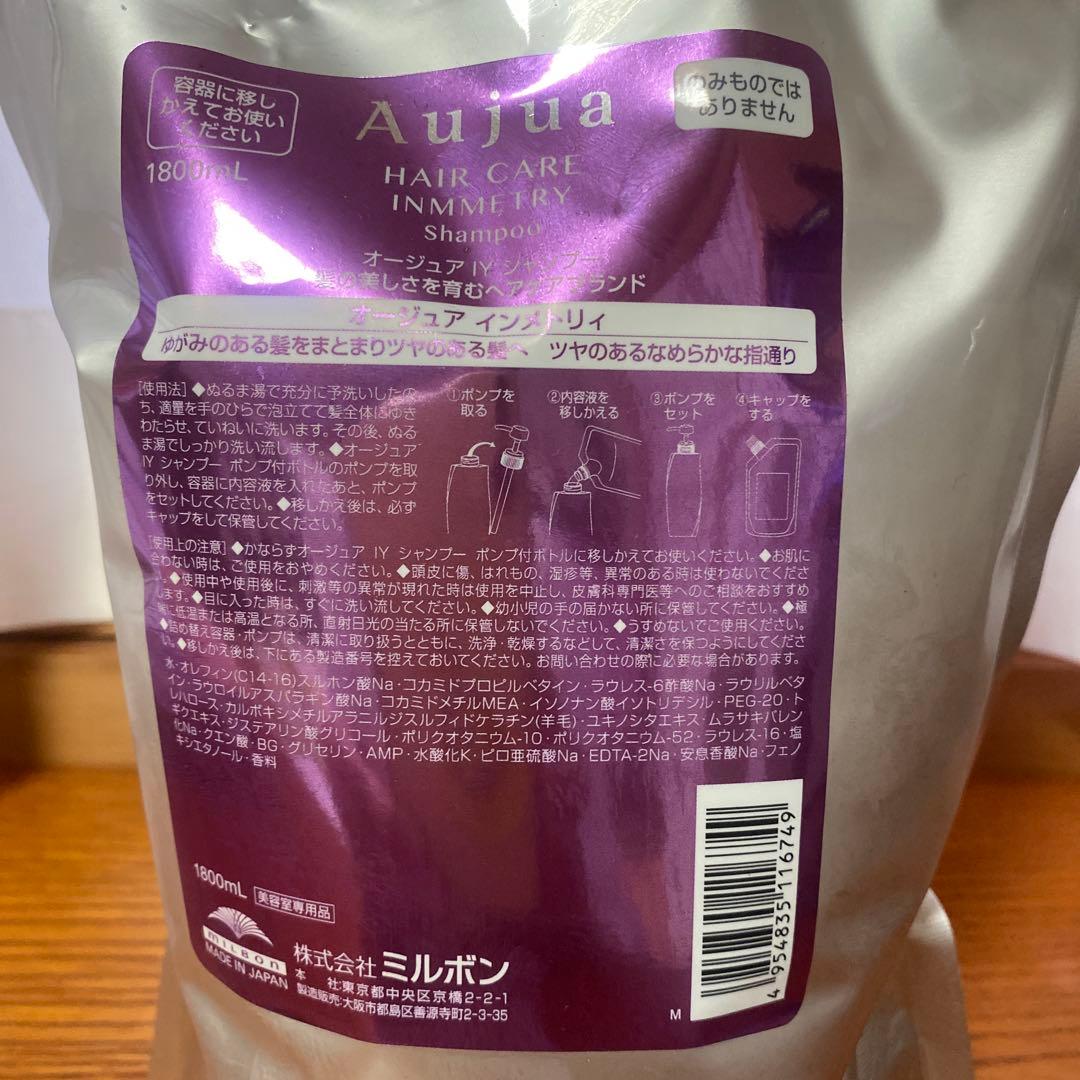 容器に移し
かえてお使い
ください
1800mL
Aujua
HAIR CARE
INMMETRY
Shampoo
のみものでは
ありません
オージュア IY シャンプー
髪の美しさを育むヘアケアブランド
オージュア インメトリィ
ゆがみのある髪をまとまりツヤのある髪へ ツヤのあるなめらかな指通り
[使用法]◆ぬるま湯で充分に予洗いしたの
ち、適量を手のひらで泡立てて髪全体にゆき
わたらせ、ていねいに洗います。その後、ぬる
ま湯でしっかり洗い流します。◆オージュア
IY シャンプー ポンプ付ボトルのポンプを取
り外し、容器に内容液を入れたあと、ポンプ
をセットしてください。◆移しかえ後は、必ず
キャップをして保管してください。
①ポンプを
取る
②内容液を
移しかえる
③ポンプを
セット
④キャップを
する
[使用上の注意]◆かならずオージュア IY シャンプー ポンプ付ボトルに移しかえてお使いください。◆お肌に
合わない時は、ご使用をおやめください。◆頭皮に傷、はれもの、湿疹等、異常のある時は使わないでくださ
い。◆使用中や使用後に、刺激等の異常が現れた時は使用を中止し、皮膚科専門医等へのご相談をおすすめ
します。◆目に入った時は、すぐに洗い流してください。◆幼小児の手の届かない所に保管してください。◆極
端に低温または高温となる所、直射日光の当たる所に保管しないでください。◆うすめないでご使用ください。
◆詰め替え容器・ポンプは、清潔に取り扱うとともに、洗浄・乾燥するなどして、清潔さを保つようにしてくださ
い。◆移しかえ後は、下にある製造番号を控えておいてください。お問い合わせの際に必要な場合があります。
水・オレフィン(C14-16)スルホン酸Na・コカミドプロピルベタイン・ラウレス-6酢酸Na・ラウリルベタ
イン・ラウロイルアスパラギン酸Na・コカミドメチルMEA・イソノナン酸イソトリデシル・PEG-20・ト
レハロース・カルボキシメチルアラニルジスルフィドケラチン(羊毛)・ユキノシタエキス・ムラサキバレン
ギクエキス・ジステアリン酸グリコール・ポリクオタニウム-10・ポリクオタニウム-52・ラウレス-16・塩
化Na・クエン酸・BG・グリセリン・AMP・水酸化K・ピロ亜硫酸Na・EDTA-2Na・安息香酸Na・フェノ
キシエタノール・香料
1800mL 美容室専用品
MILBON
MADE IN JAPAN
株式会社 ミルボン
本 社:東京都中央区京橋2-2-1
製造販売:大阪市都島区善源寺町2-3-35
M
4954835116749